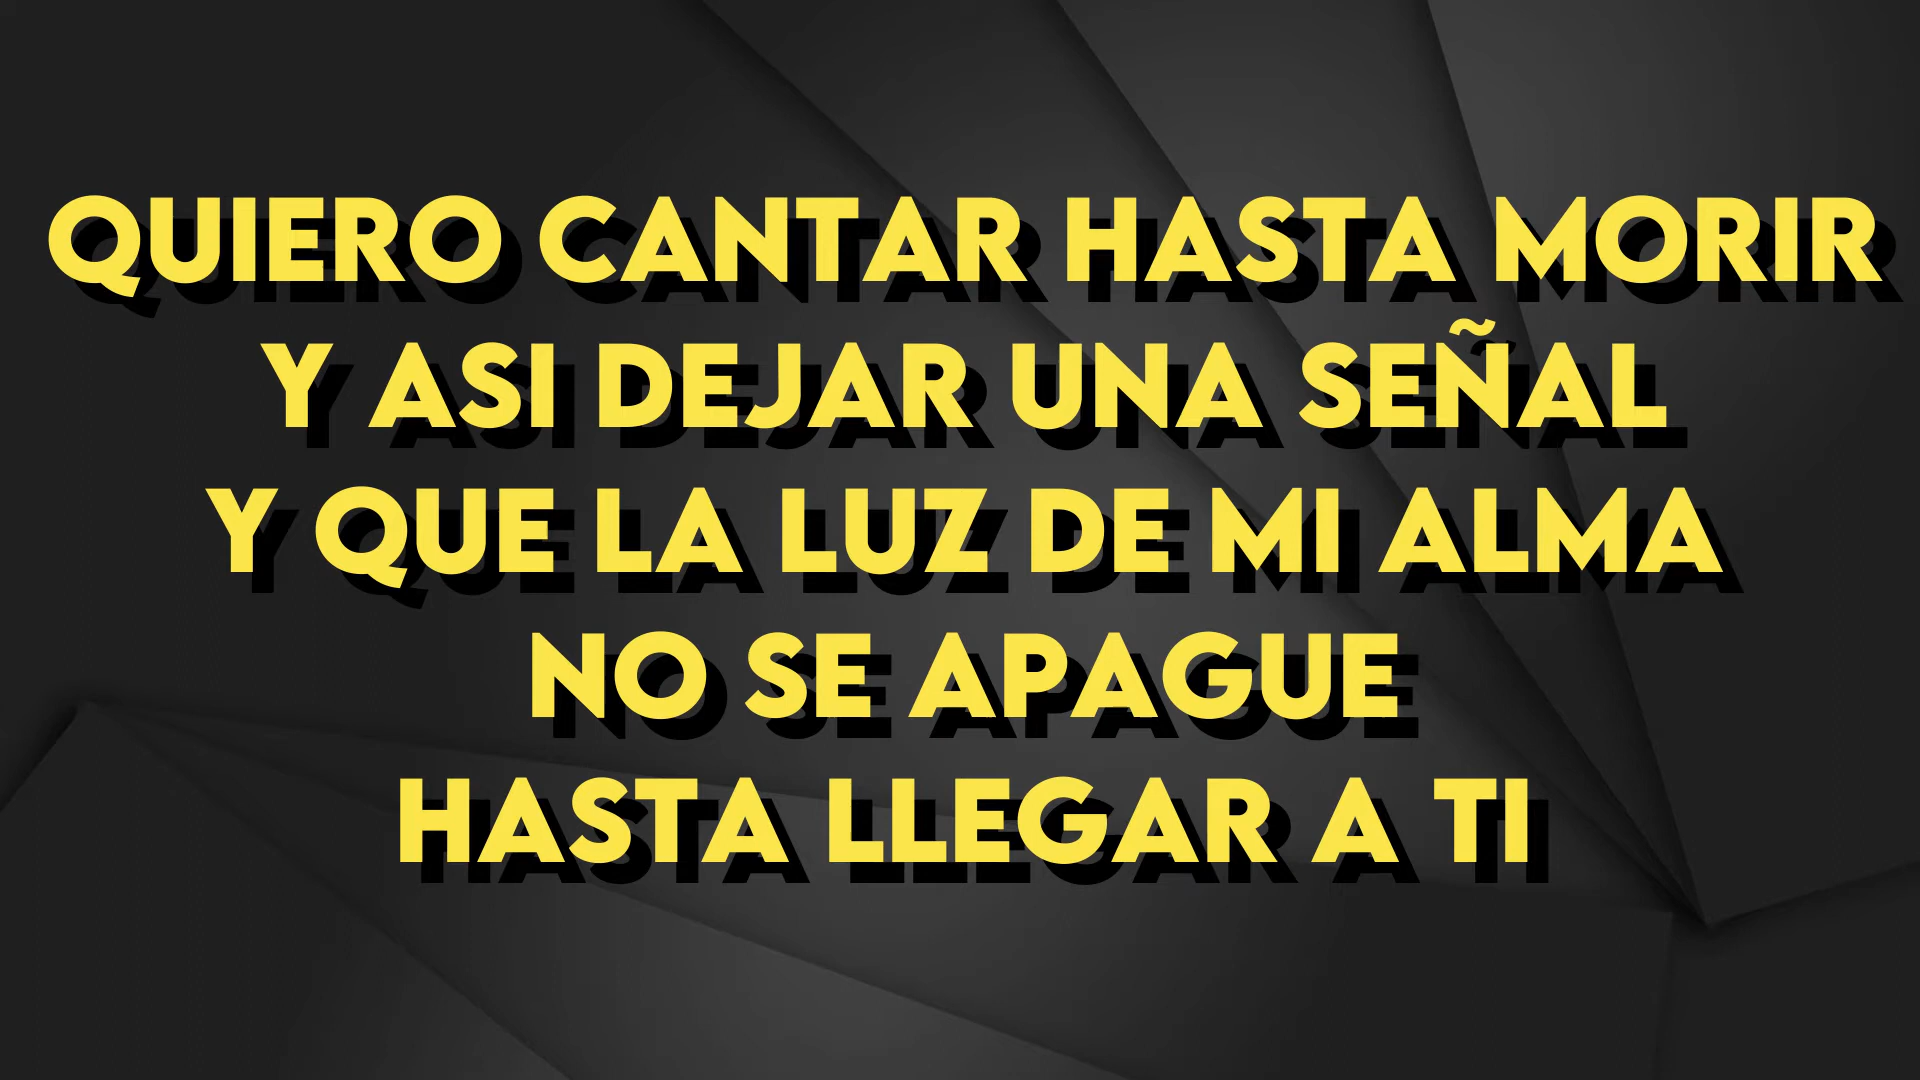 QUIERO CANTAR HASTA MORIR
Y ASI DEJAR UNA SEÑAL
Y QUE LA LUZ DE MI ALMA
NO SE APAGUE
HASTA LLEGAR A TI